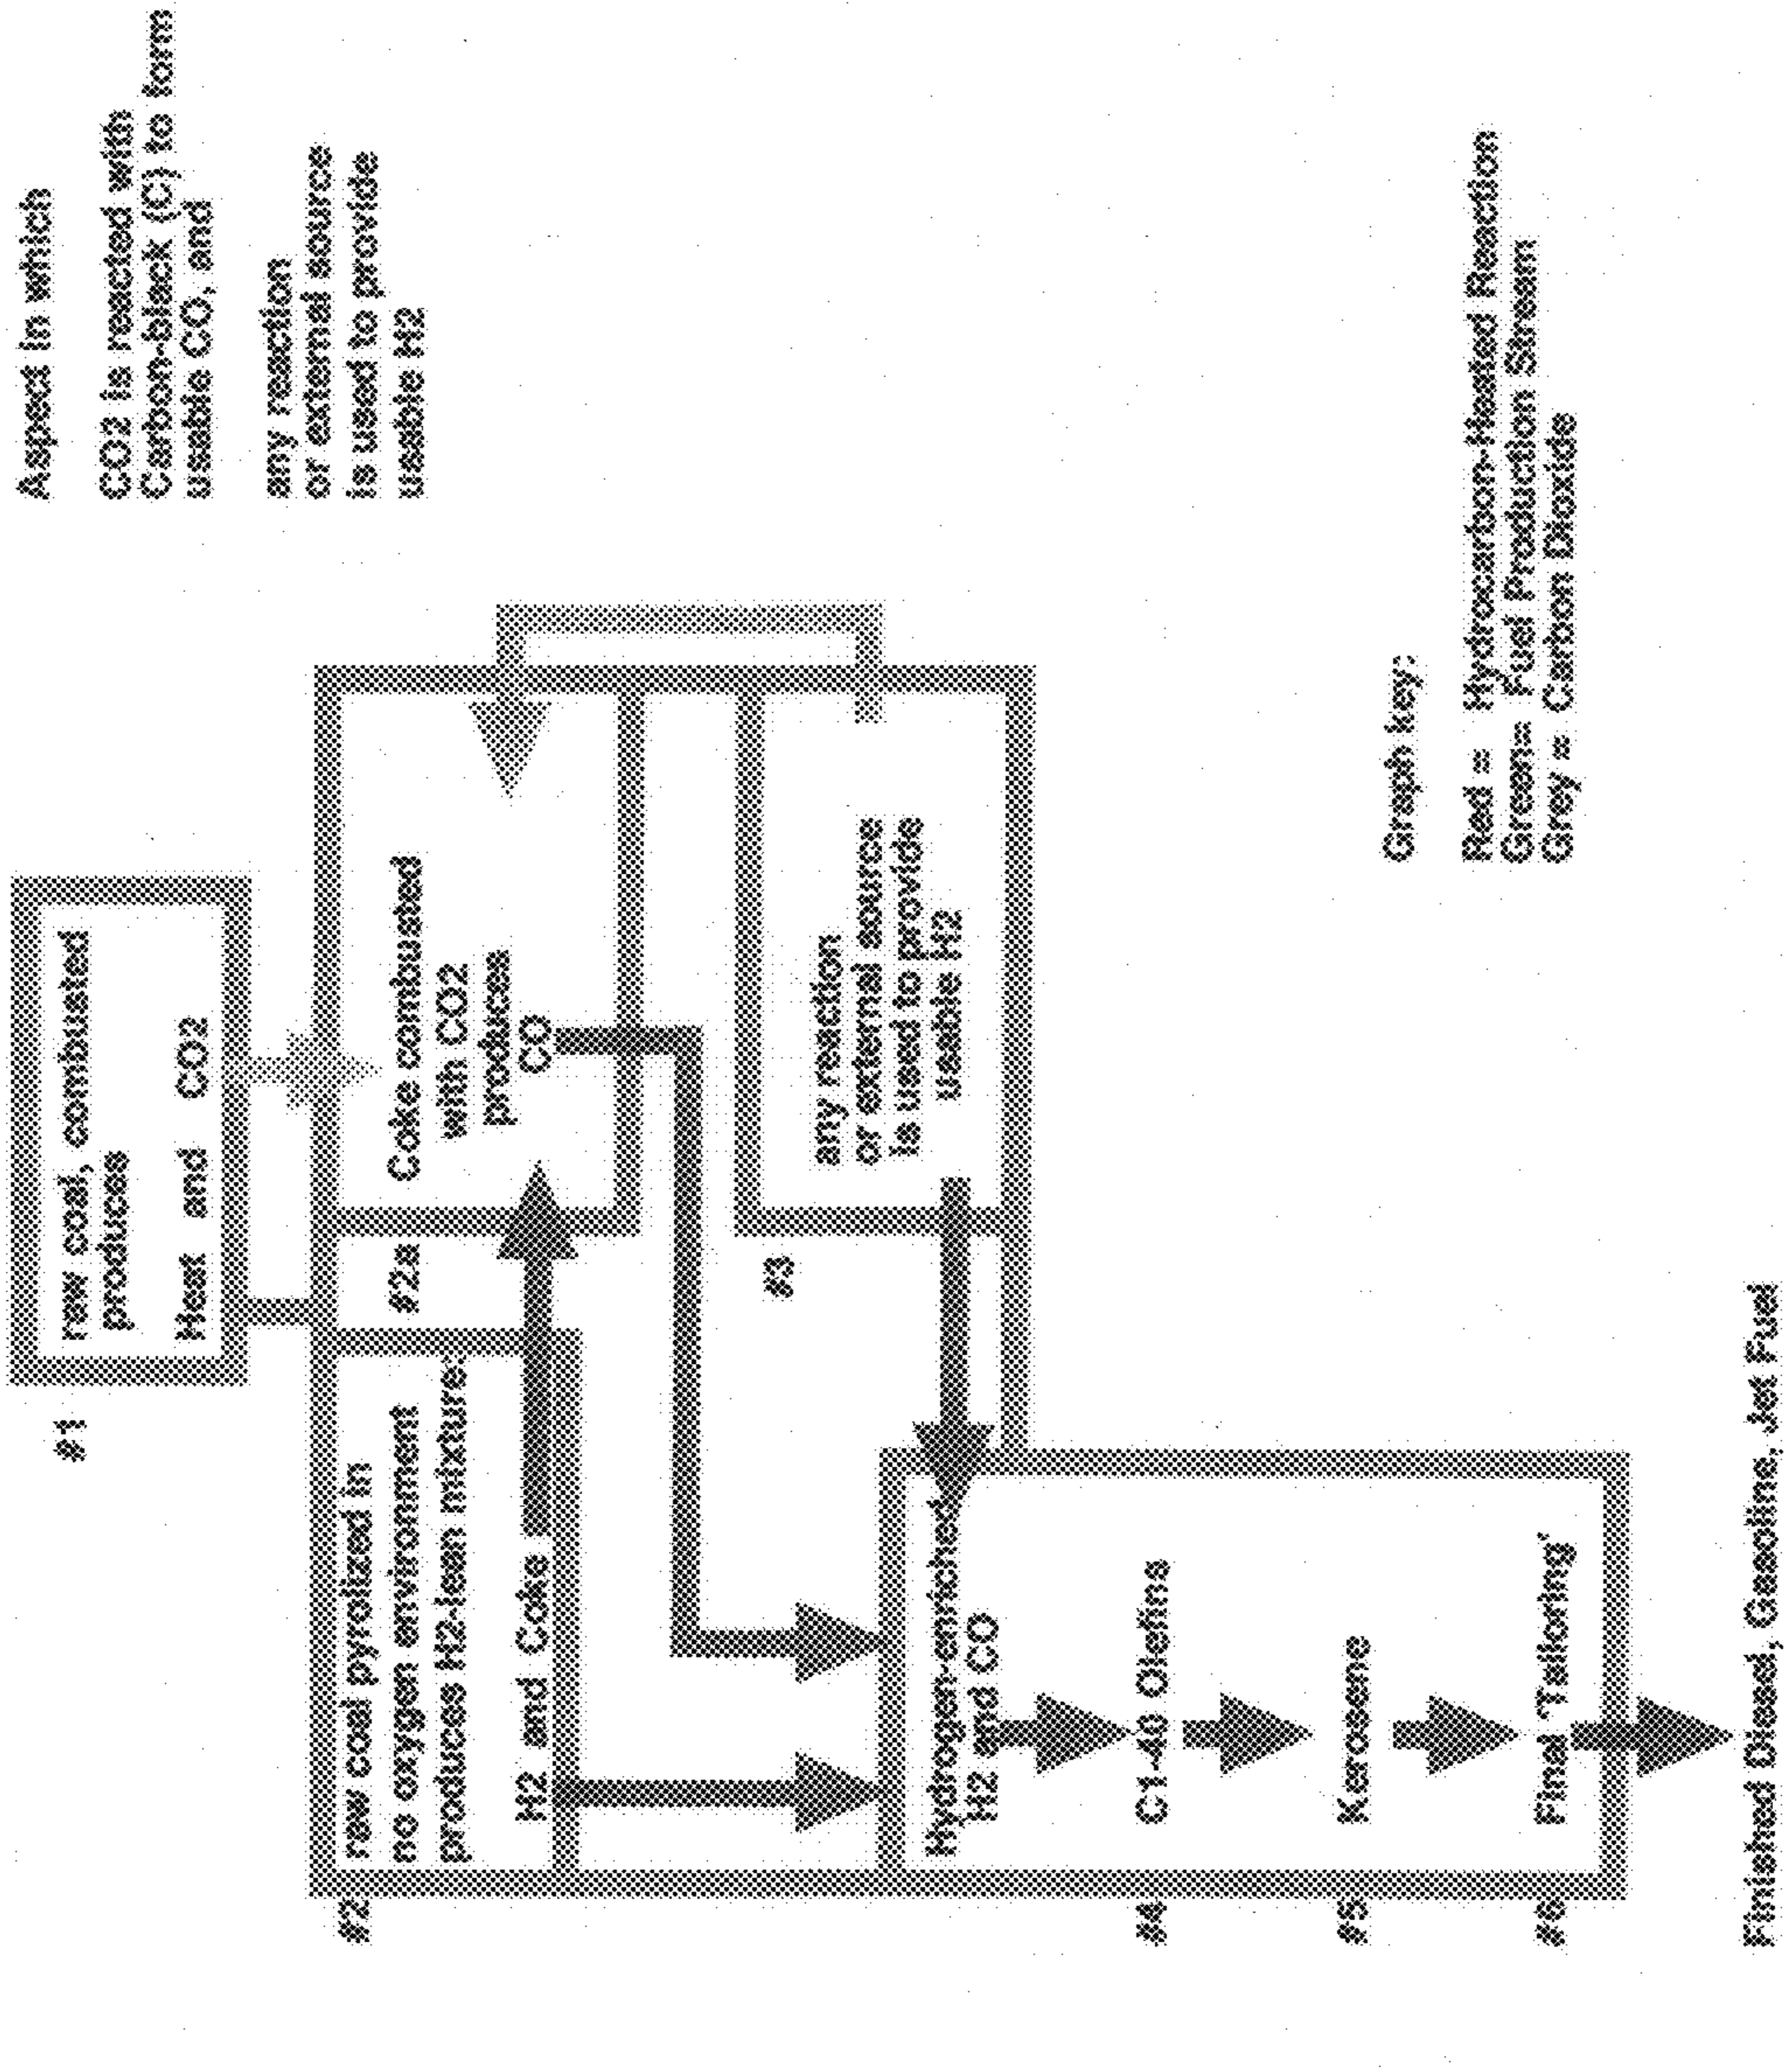 Aspect in which
CO2 is reacted with
Carbon-black (C) to form
usable CO, and
any reaction
or external source
is used to provide
usable H2
#1
raw coal, combusted
produces
Heat and CO2
#2
raw coal pyrolized in
no oxygen environment
produces H2-lean mixture:
H2 and Coke
#2a
Coke combusted
with CO2
produces
CO
#3
any reaction
or external source
is used to provide
usable H2
Hydrogen-enriched
H2 and CO
#4
C1-40 Olefins
#5
Kerosene
#6
Final 'Tailoring'
Finished Diesel, Gasoline, Jet Fuel
Graph key:
Red = Hydrocarbon-Heated Reaction
Green= Fuel Production Stream
Grey = Carbon Dioxide